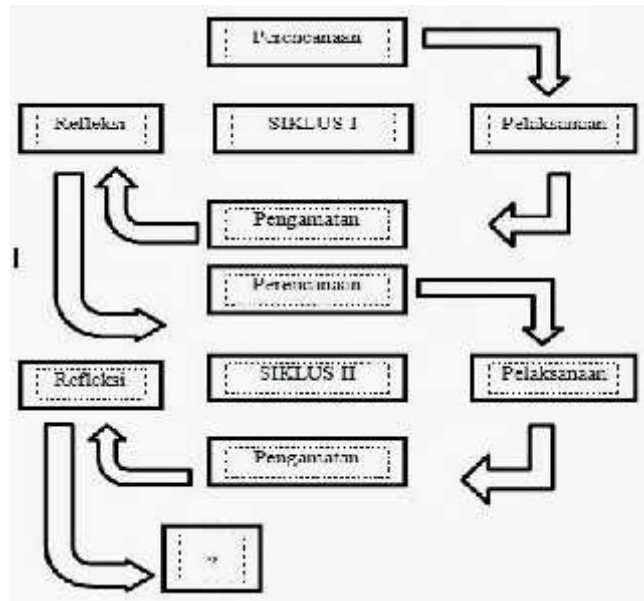 Perencanaan
Refleksi
SIKLUS I
Pelaksanaan
Pengamatan
Perencanaan
Refleksi
SIKLUS II
Pelaksanaan
Pengamatan